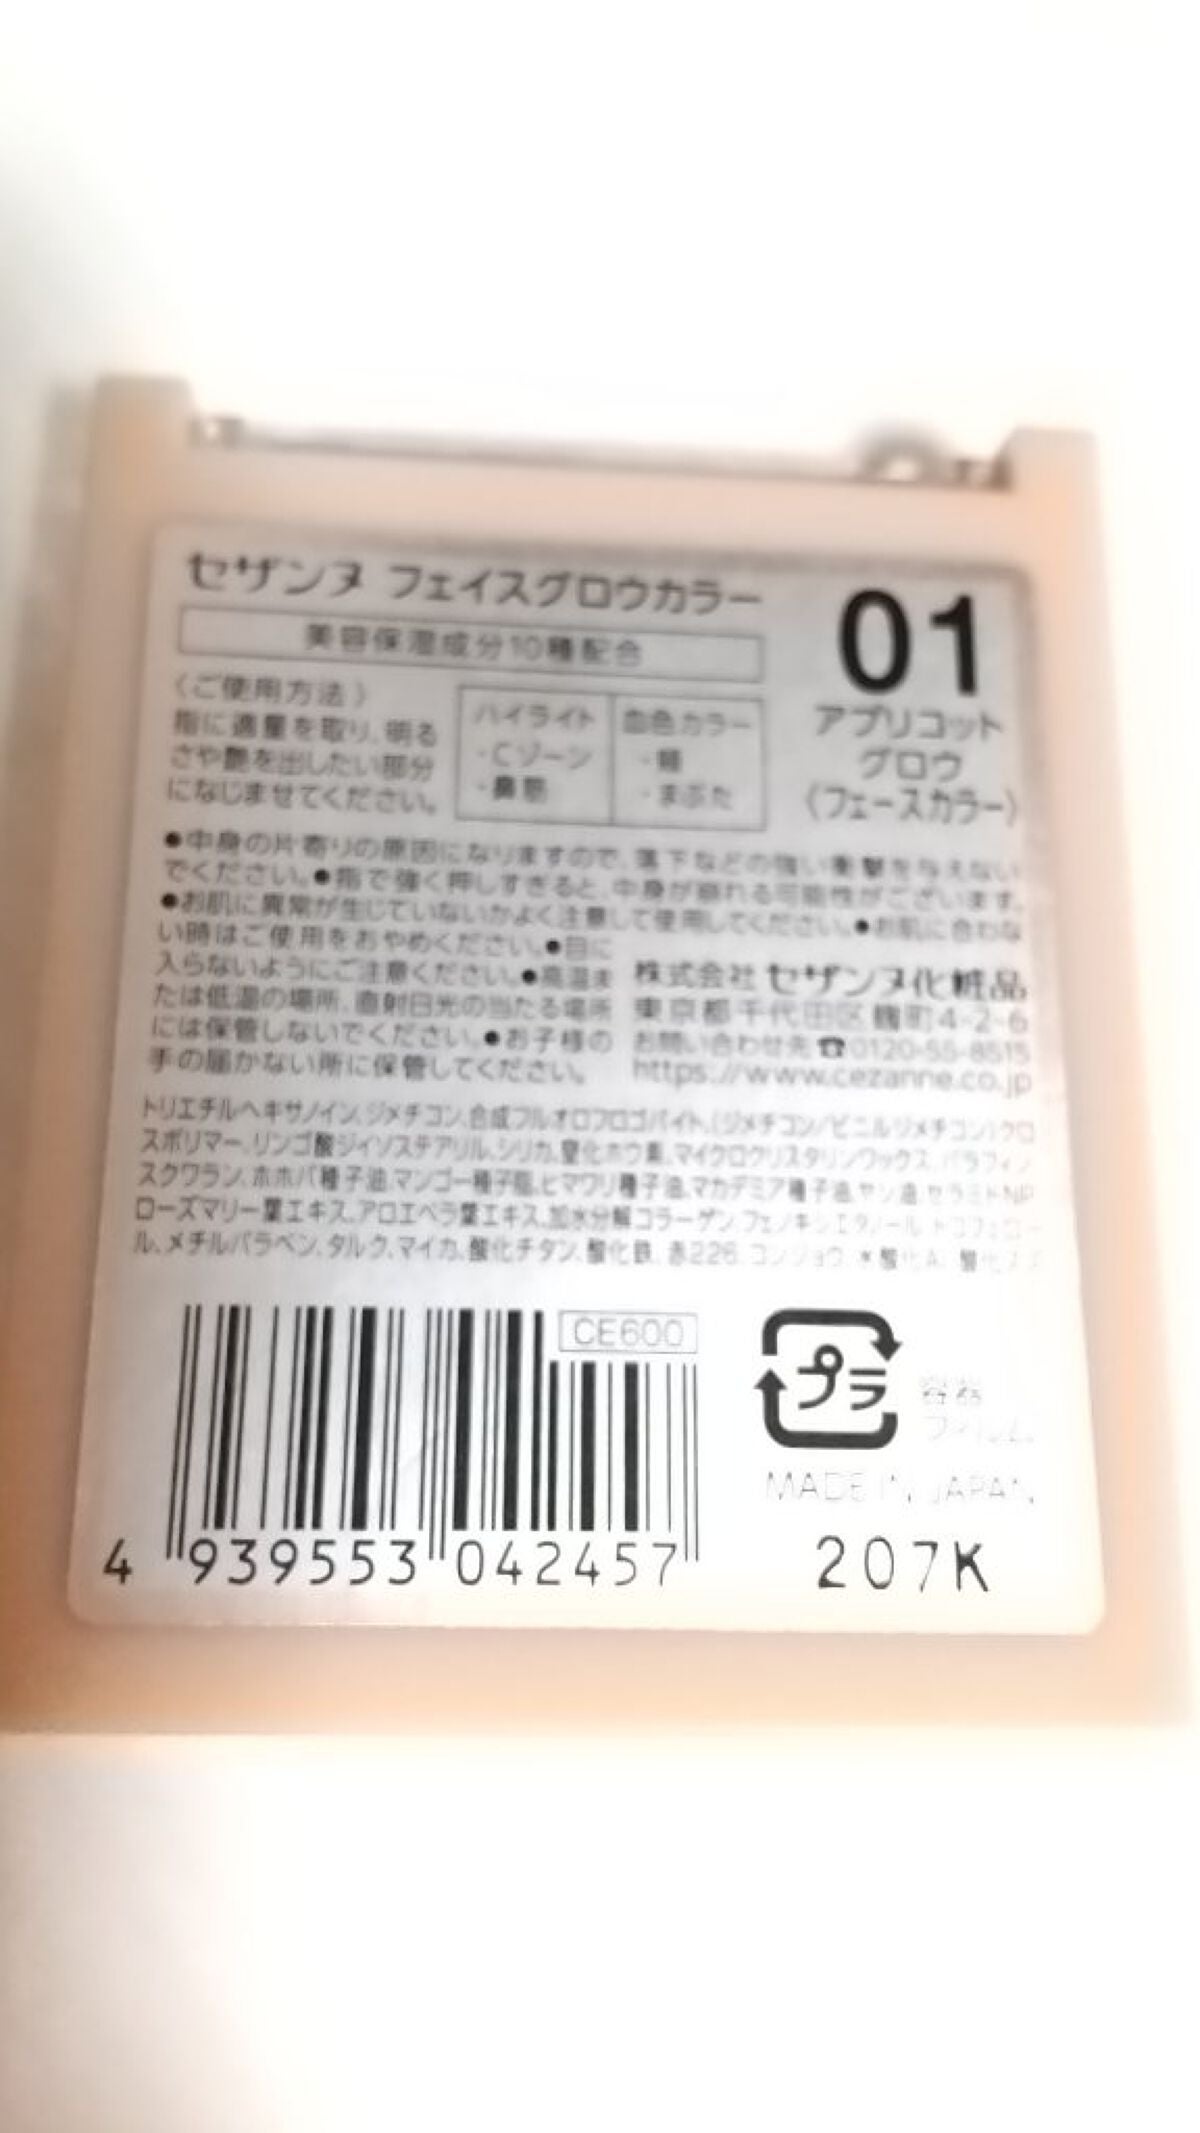 セザンヌ フェイスグロウカラー
美容保湿成分10種配合
01
アプリコット
グロウ
(フェースカラー)
〈ご使用方法〉
指に適量を取り、明る
さや艶を出したい部分
になじませてください。
ハイライト
・Cゾーン
・鼻筋
血色カラー
・頬
・まぶた
●中身の片寄りの原因になりますので、落下などの強い衝撃を与えない
でください。●指で強く押しすぎると、中身が崩れる可能性がございます。
●お肌に異常が生じていないかよく注意して使用してください。●お肌に合わな
い時はご使用をおやめください。●目に
入らないようにご注意ください。●高温ま
たは低温の場所、直射日光の当たる場所
には保管しないでください。●お子様の
手の届かない所に保管してください。
株式会社 セザンヌ化粧品
東京都千代田区麹町4-2-6
お問い合わせ先 ☎0120-55-8515
https://www.cezanne.co.jp
トリエチルヘキサノイン、ジメチコン、合成フルオロフロゴパイト、(ジメチコン/ビニルジメチコン)クロ
スポリマー、リンゴ酸ジイソステアリル、シリカ、窒化ホウ素、マイクロクリスタリンワックス、パラフィン
スクワラン、ホホバ種子油、マンゴー種子脂、ヒマワリ種子油、マカデミア種子油、ヤシ油、セラミドNP
ローズマリー葉エキス、アロエベラ葉エキス、加水分解コラーゲン、フェノキシエタノール、トコフェロー
ル、メチルパラベン、タルク、マイカ、酸化チタン、酸化鉄、赤226、コンジョウ、水酸化Al、酸化スズ
CE600
プラ
容器
フィルム
MADE IN JAPAN
4 939553 042457
207K